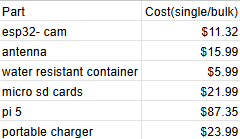 Part Cost(single/bulk)
esp32- cam $11.32
antenna $15.99
water resistant container $5.99
micro sd cards $21.99
pi 5 $87.35
portable charger $23.99